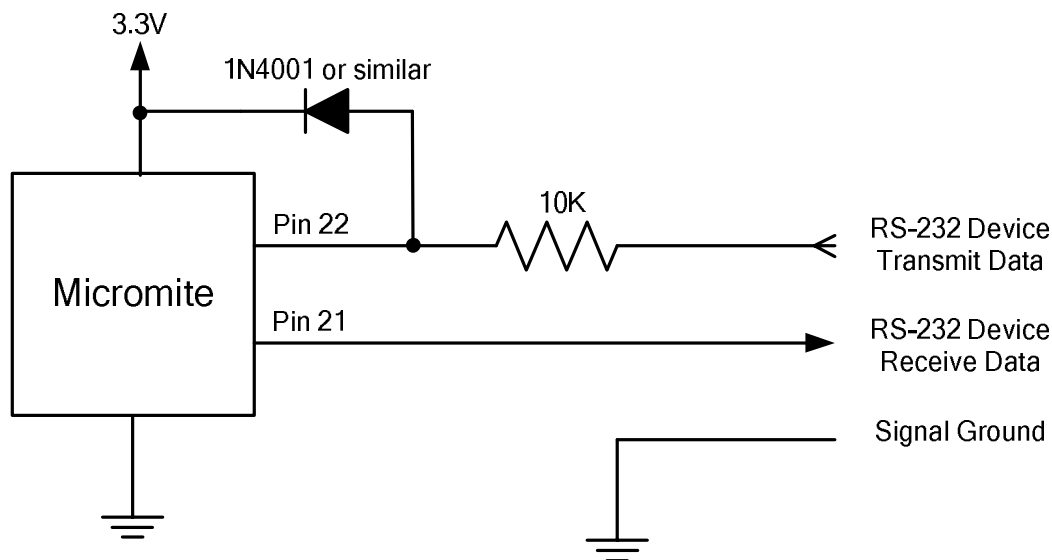 3.3V
1N4001 or similar
10K
Pin 22
RS-232 Device
Transmit Data
Micromite
Pin 21
RS-232 Device
Receive Data
Signal Ground